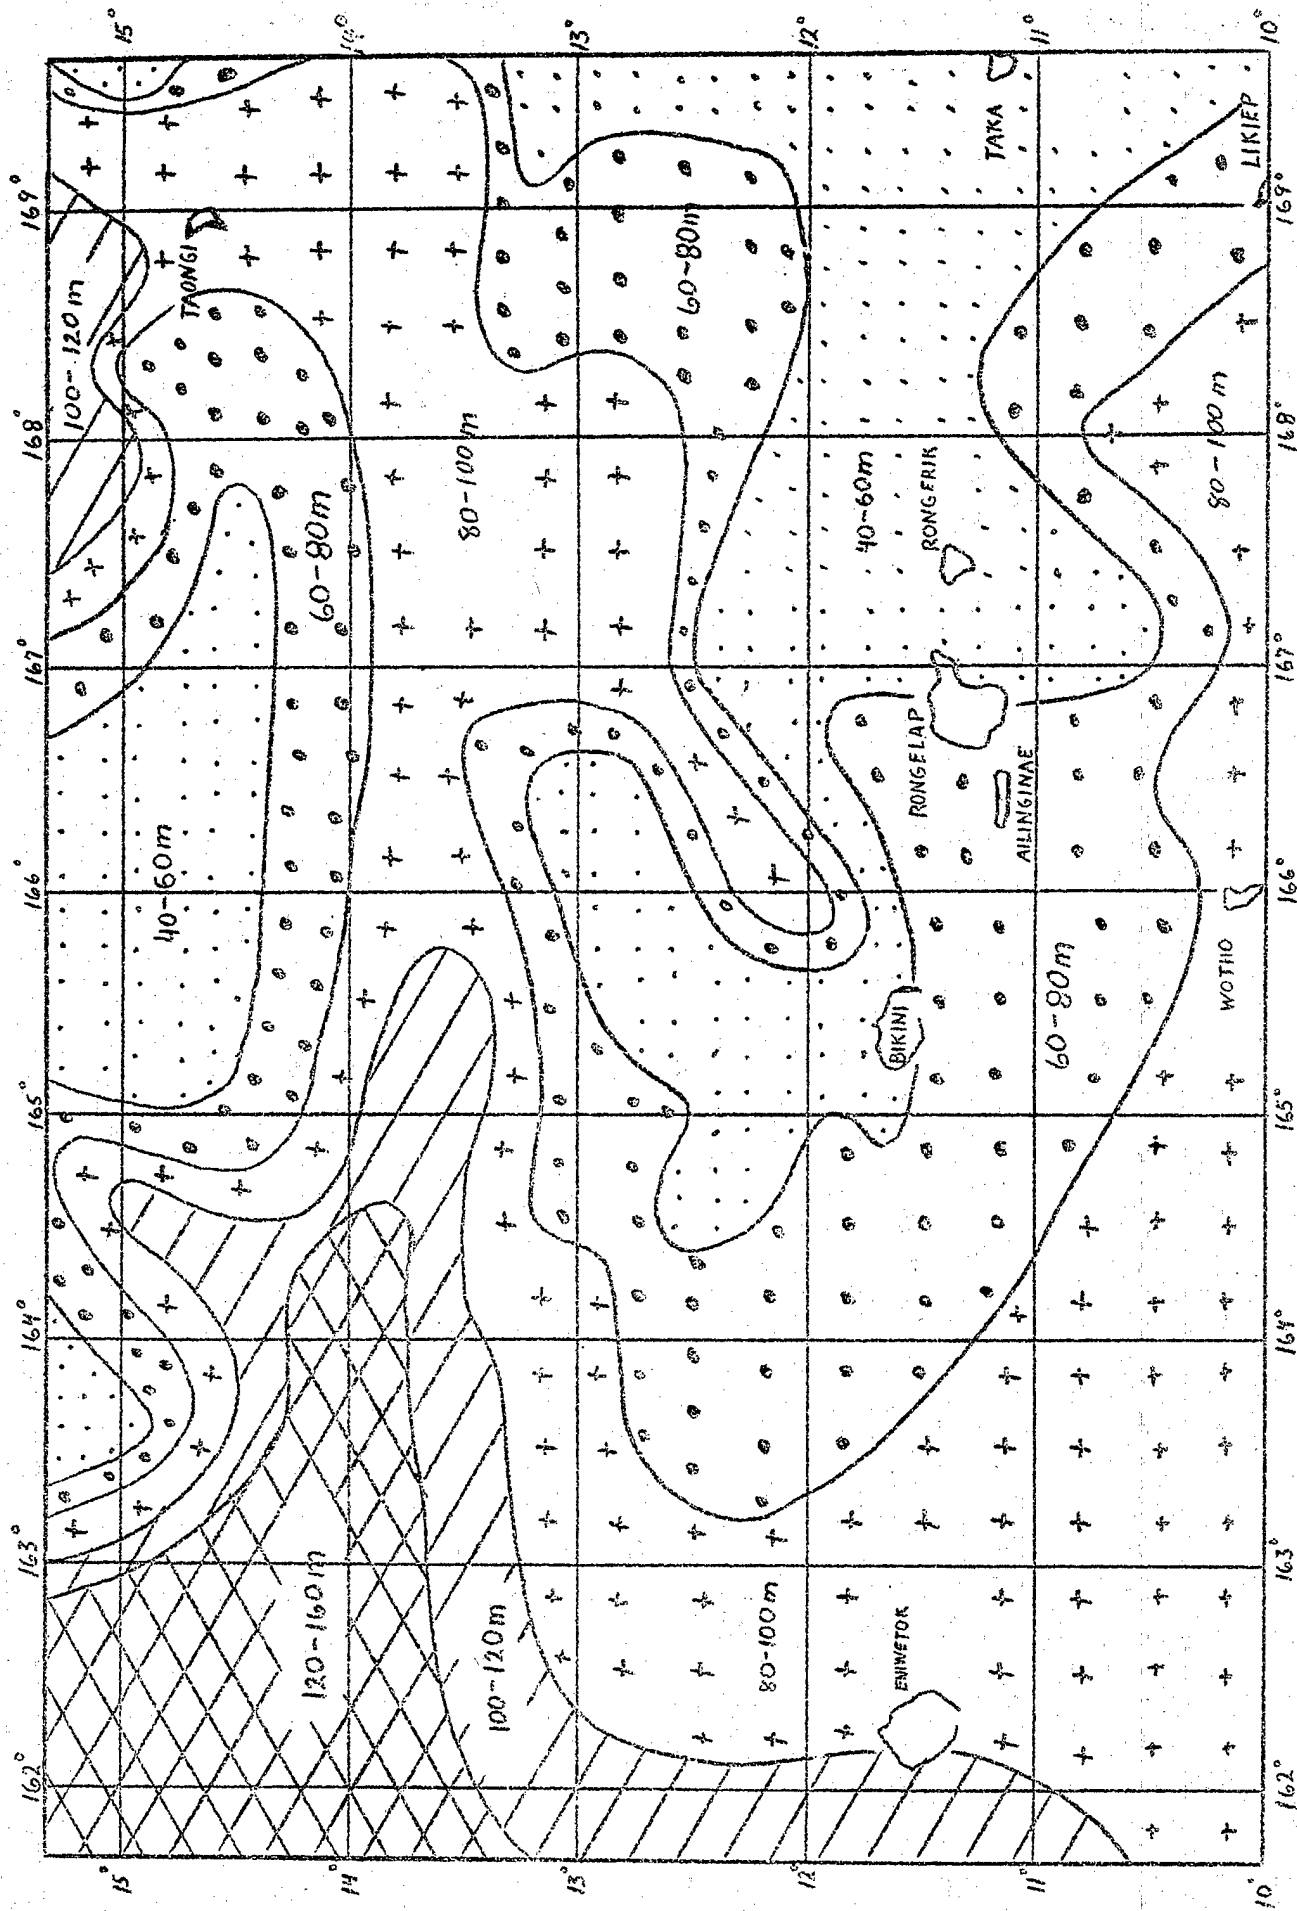 162°
163°
164°
165°
166°
167°
168°
169°
15°
15°
100-120m
TAONGI
40-60m
60-80m
120-160m
14°
14°
80-100m
100-120m
13°
13°
60-80m
80-100m
12°
12°
40-60m
ENIWETOK
BIKINI
RONGELAP
RONGERIK
TAKA
AILINGINAE
11°
11°
60-80m
WOTHO
80-100m
LIKIEP
10°
10°
162°
163°
164°
165°
166°
167°
168°
169°